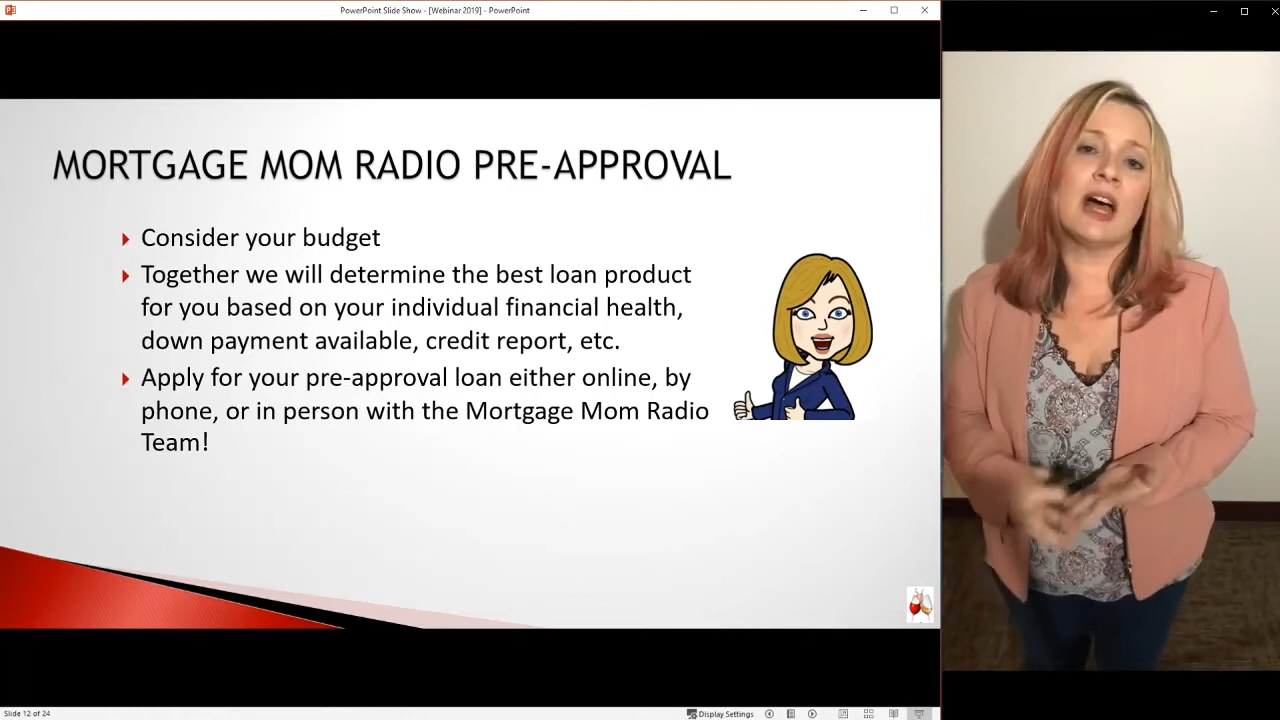 PowerPoint Slide Show - [Webinar 2019] - PowerPoint
MORTGAGE MOM RADIO PRE-APPROVAL
Consider your budget
Together we will determine the best loan product
for you based on your individual financial health,
down payment available, credit report, etc.
Apply for your pre-approval loan either online, by
phone, or in person with the Mortgage Mom Radio
Team!
Slide 12 of 24
Display Settings